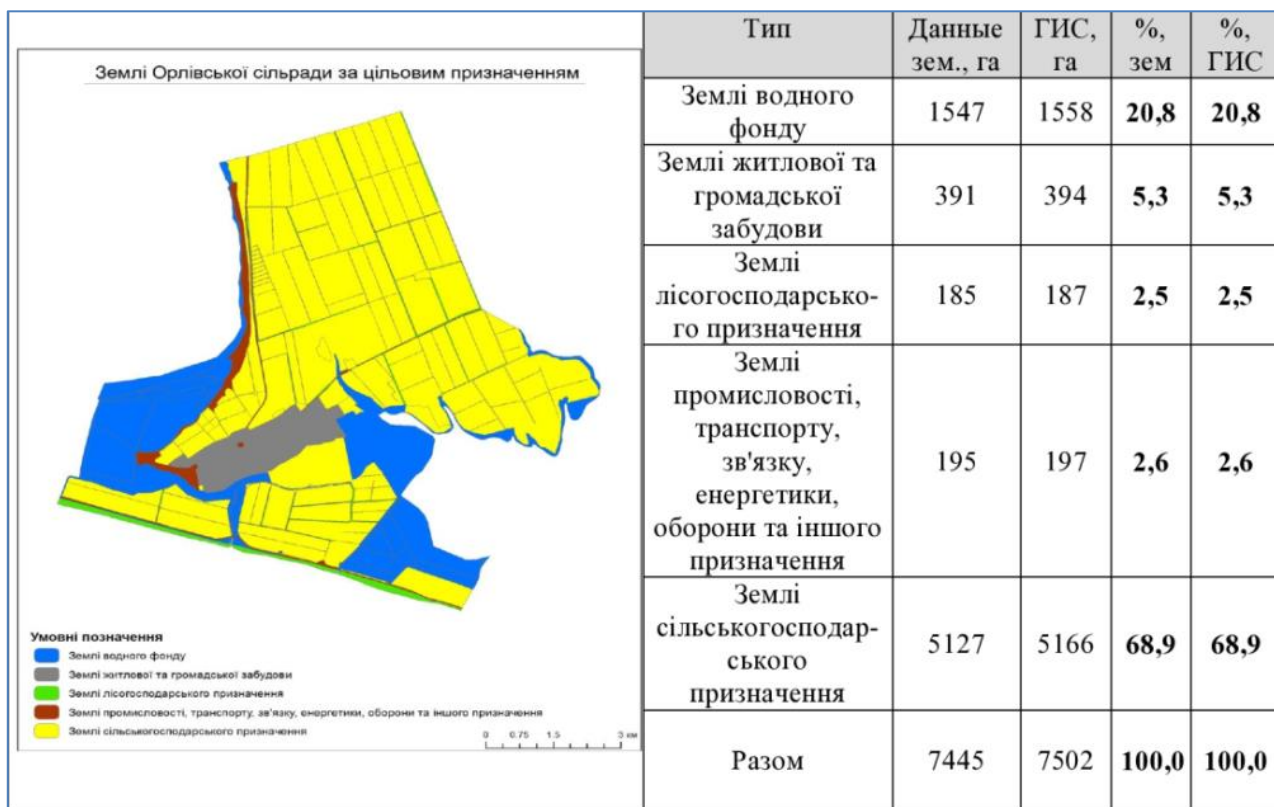 Землі Орлівської сільради за цільовим призначенням
Умовні позначення
Землі водного фонду
Землі житлової та громадської забудови
Землі лісогосподарського призначення
Землі промисловості, транспорту, зв'язку, енергетики, оборони та іншого призначення
Землі сільськогосподарського призначення
0 0.75 1.5 3 км
Тип Данные ГИС, %, %,
зем., га га зем ГИС
Землі водного
фонду
1547 1558 20,8 20,8
Землі житлової та
громадської
забудови
391 394 5,3 5,3
Землі
лісогосподарсько-
го призначення
185 187 2,5 2,5
Землі
промисловості,
транспорту,
зв'язку,
енергетики,
оборони та іншого
призначення
195 197 2,6 2,6
Землі
сільськогосподар-
ського
призначення
5127 5166 68,9 68,9
Разом 7445 7502 100,0 100,0